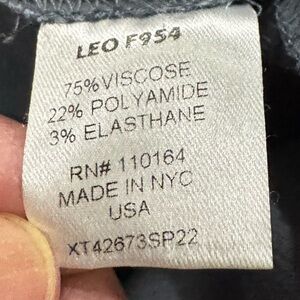 LEO F954
75%VISCOSE
22% POLYAMIDE
3% ELASTHANE
RN# 110164
MADE IN NYC
USA
XT42673SP22